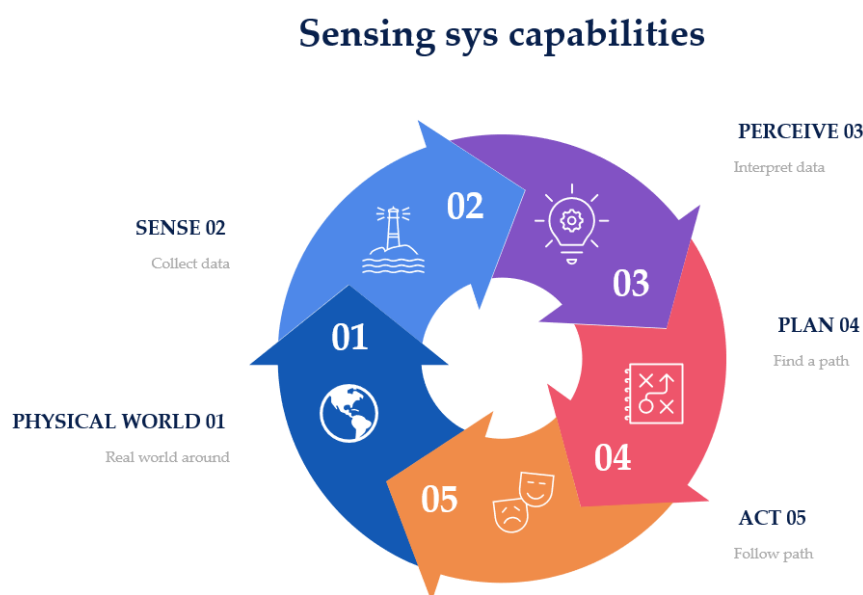 Sensing sys capabilities
PERCEIVE 03
Interpret data
SENSE 02
Collect data
02
03
01
PLAN 04
Find a path
PHYSICAL WORLD 01
Real world around
04
05
ACT 05
Follow path